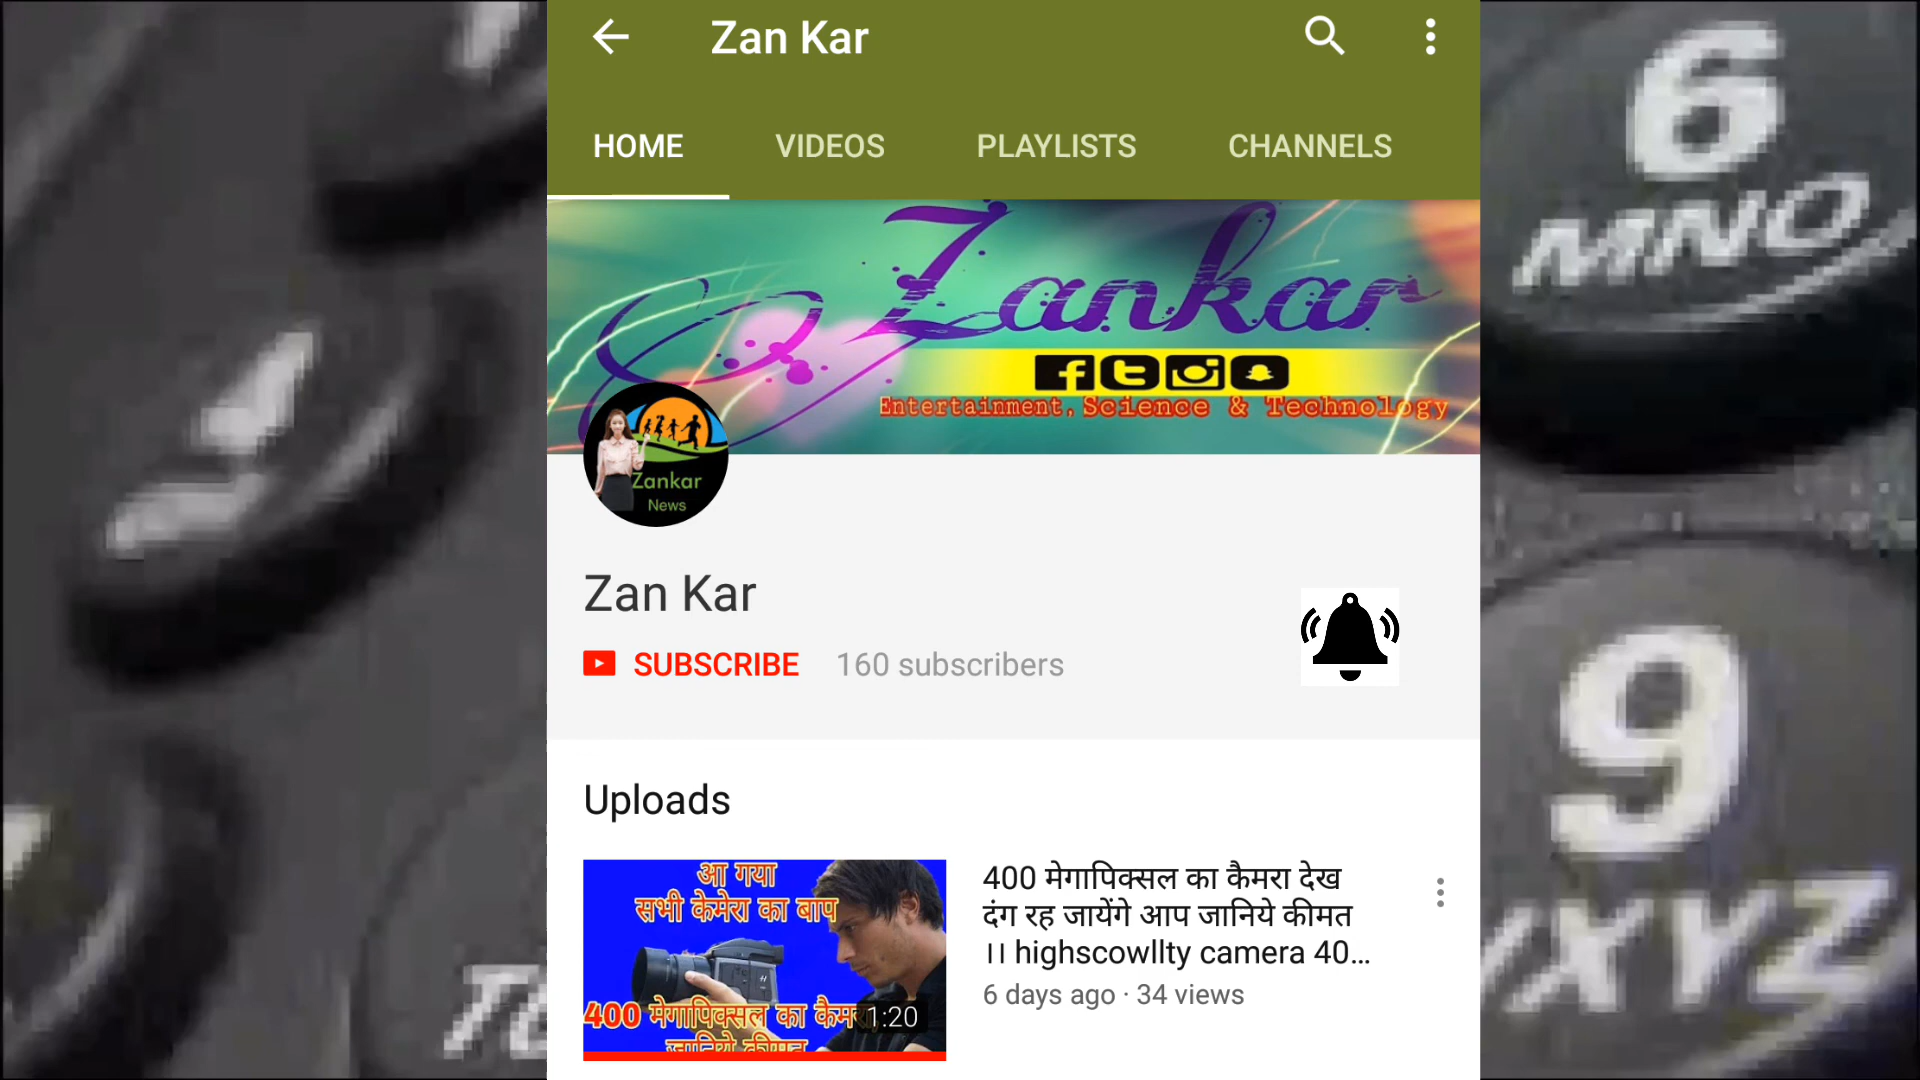 Zan Kar
HOME VIDEOS PLAYLISTS CHANNELS
Zankar
Entertainment, Science & Technology
Zankar
News
Zan Kar
SUBSCRIBE 160 subscribers
Uploads
आ गया
सभी केमेरा का बाप
400 मेगापिक्सल का
1:20
400 मेगापिक्सल का कैमरा देख
दंग रह जायेंगे आप जानिये कीमत
।। highscowllty camera 40...
6 days ago · 34 views
6
MNO
9
XYZ